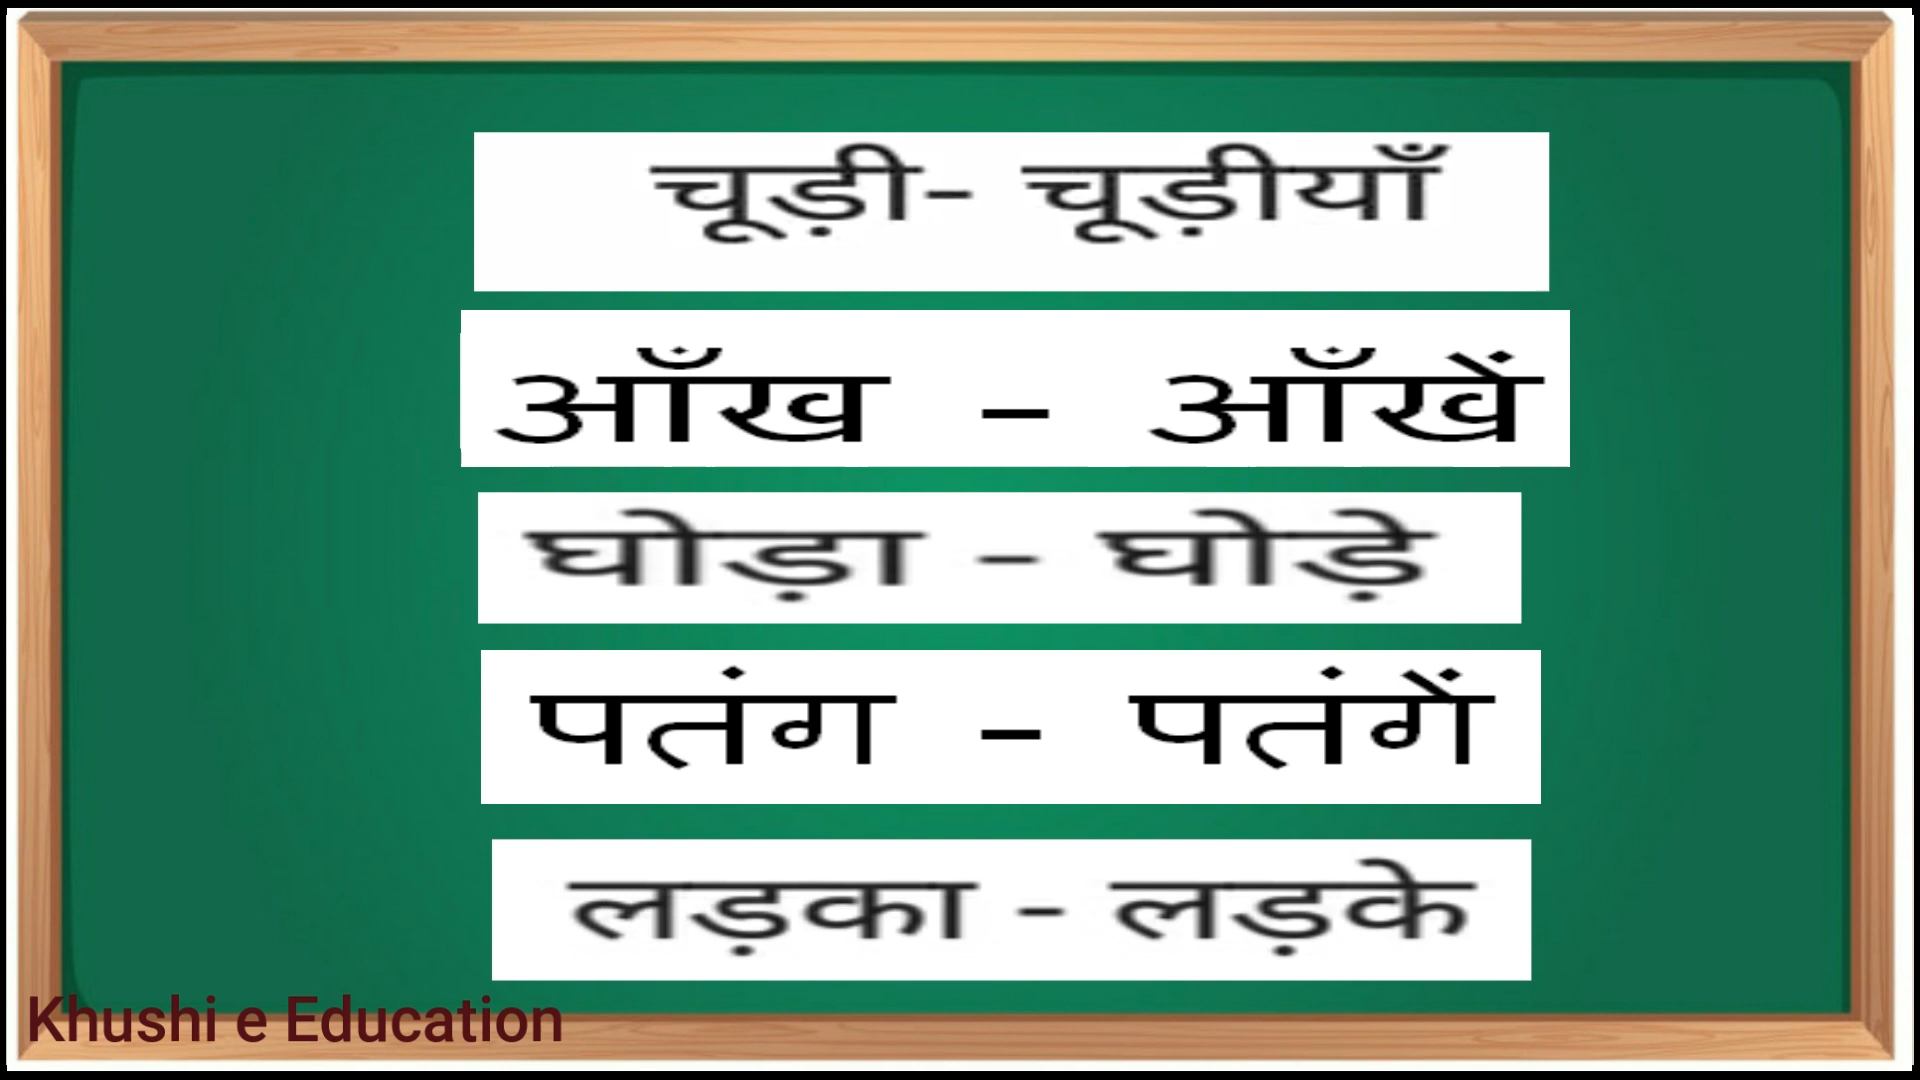 चूड़ी- चूड़ीयाँ
आँख - आँखें
घोड़ा - घोड़े
पतंग - पतंगें
लड़का - लड़के
Khushi e Education